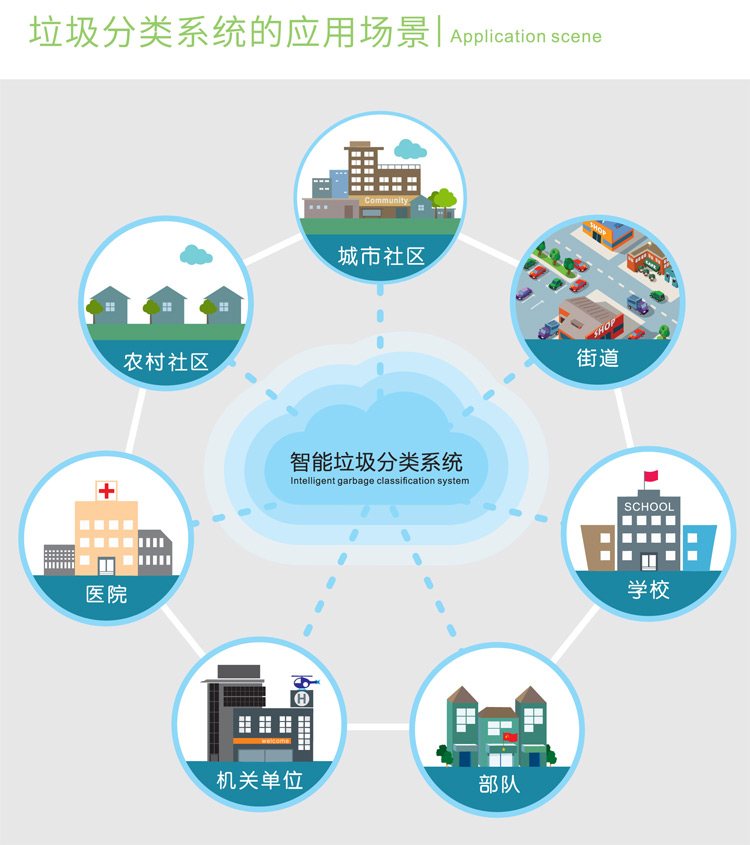 垃圾分类系统的应用场景
Application scene
Community
城市社区
SHOP
CAKE
SHOP
农村社区
街道
智能垃圾分类系统
Intelligent garbage classification system
SCHOOL
医院
学校
H
welcome
机关单位
部队